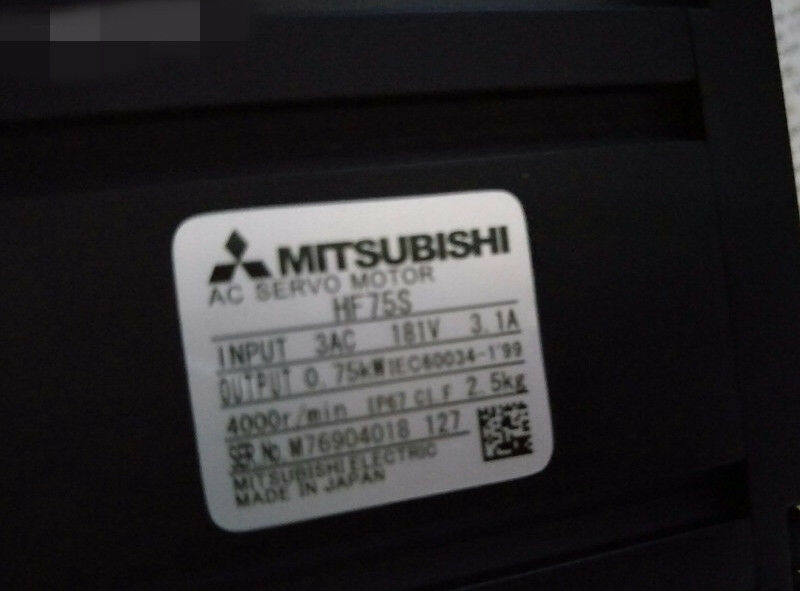 MITSUBISHI
AC SERVO MOTOR
HF75S
INPUT 3AC 181V 3.1A
OUTPUT 0.75kW IEC60034-1'99
4000r/min IP67 Cl.F 2.5kg
SER.No. M76904018 127
MITSUBISHI ELECTRIC
MADE IN JAPAN